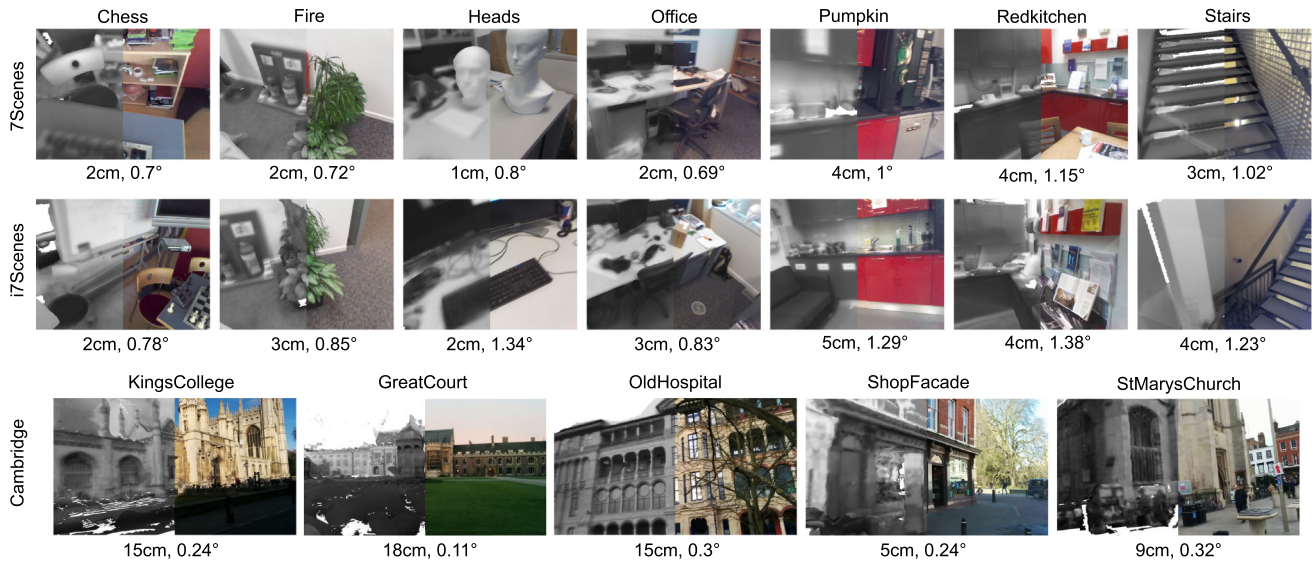 Chess Fire Heads Office Pumpkin Redkitchen Stairs
7Scenes
2cm, 0.7° 2cm, 0.72° 1cm, 0.8° 2cm, 0.69° 4cm, 1° 4cm, 1.15° 3cm, 1.02°
i7Scenes
2cm, 0.78° 3cm, 0.85° 2cm, 1.34° 3cm, 0.83° 5cm, 1.29° 4cm, 1.38° 4cm, 1.23°
KingsCollege GreatCourt OldHospital ShopFacade StMarysChurch
Cambridge
15cm, 0.24° 18cm, 0.11° 15cm, 0.3° 5cm, 0.24° 9cm, 0.32°